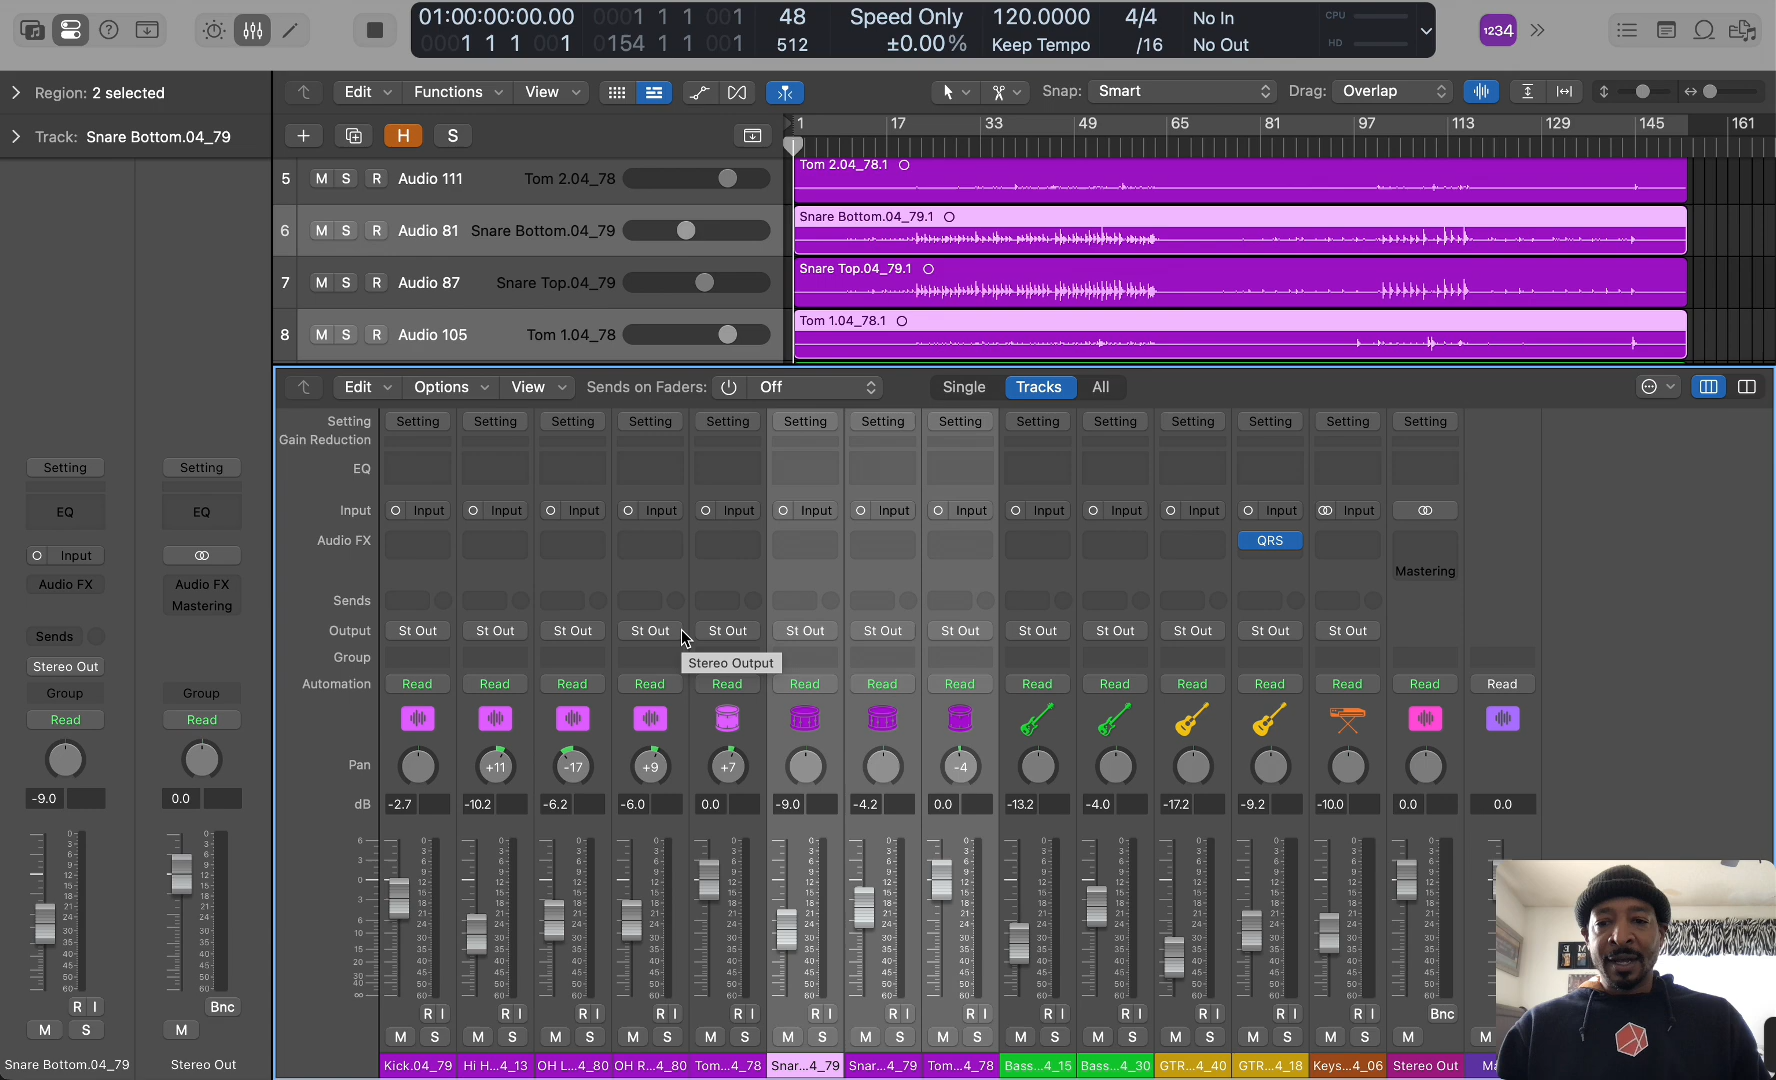 01:00:00:00.00 0001 1 1 001 48 Speed Only 120.0000 4/4 No In CPU
0001 1 1 001 0154 1 1 001 512 ±0.00% Keep Tempo /16 No Out HD
1234
Region: 2 selected
Edit Functions View Snap: Smart Drag: Overlap
Track: Snare Bottom.04_79
H S
1 17 33 49 65 81 97 113 129 145 161
5 M S R Audio 111 Tom 2.04_78
Tom 2.04_78.1
6 M S R Audio 81 Snare Bottom.04_79
Snare Bottom.04_79.1
7 M S R Audio 87 Snare Top.04_79
Snare Top.04_79.1
8 M S R Audio 105 Tom 1.04_78
Tom 1.04_78.1
Edit Options View Sends on Faders: Off Single Tracks All
Setting Setting Setting Setting Setting Setting Setting Setting Setting Setting Setting Setting Setting Setting Setting
Gain Reduction
EQ
Input Input Input Input Input Input Input Input Input Input Input Input Input Input
Audio FX QRS
Mastering
Sends
Output St Out St Out St Out St Out St Out St Out St Out St Out St Out St Out St Out St Out St Out
Group
Stereo Output
Automation Read Read Read Read Read Read Read Read Read Read Read Read Read Read Read
Pan +11 -17 +9 +7 -4
dB -2.7 -10.2 -6.2 -6.0 0.0 -9.0 -4.2 0.0 -13.2 -4.0 -17.2 -9.2 -10.0 0.0 0.0
R I R I R I R I R I R I R I R I R I R I R I R I R I Bnc
M S M S M S M S M S M S M S M S M S M S M S M S M S M M
Kick.04_79 Hi H...4_13 OH L...4_80 OH R...4_80 Tom...4_78 Snar...4_79 Snar...4_79 Tom...4_78 Bass...4_15 Bass...4_30 GTR...4_40 GTR...4_18 Keys...4_06 Stereo Out
Setting Setting
EQ EQ
Input
Audio FX Audio FX
Mastering
Sends
Stereo Out
Group Group
Read Read
-9.0 0.0
R I Bnc
M S M
Snare Bottom.04_79 Stereo Out